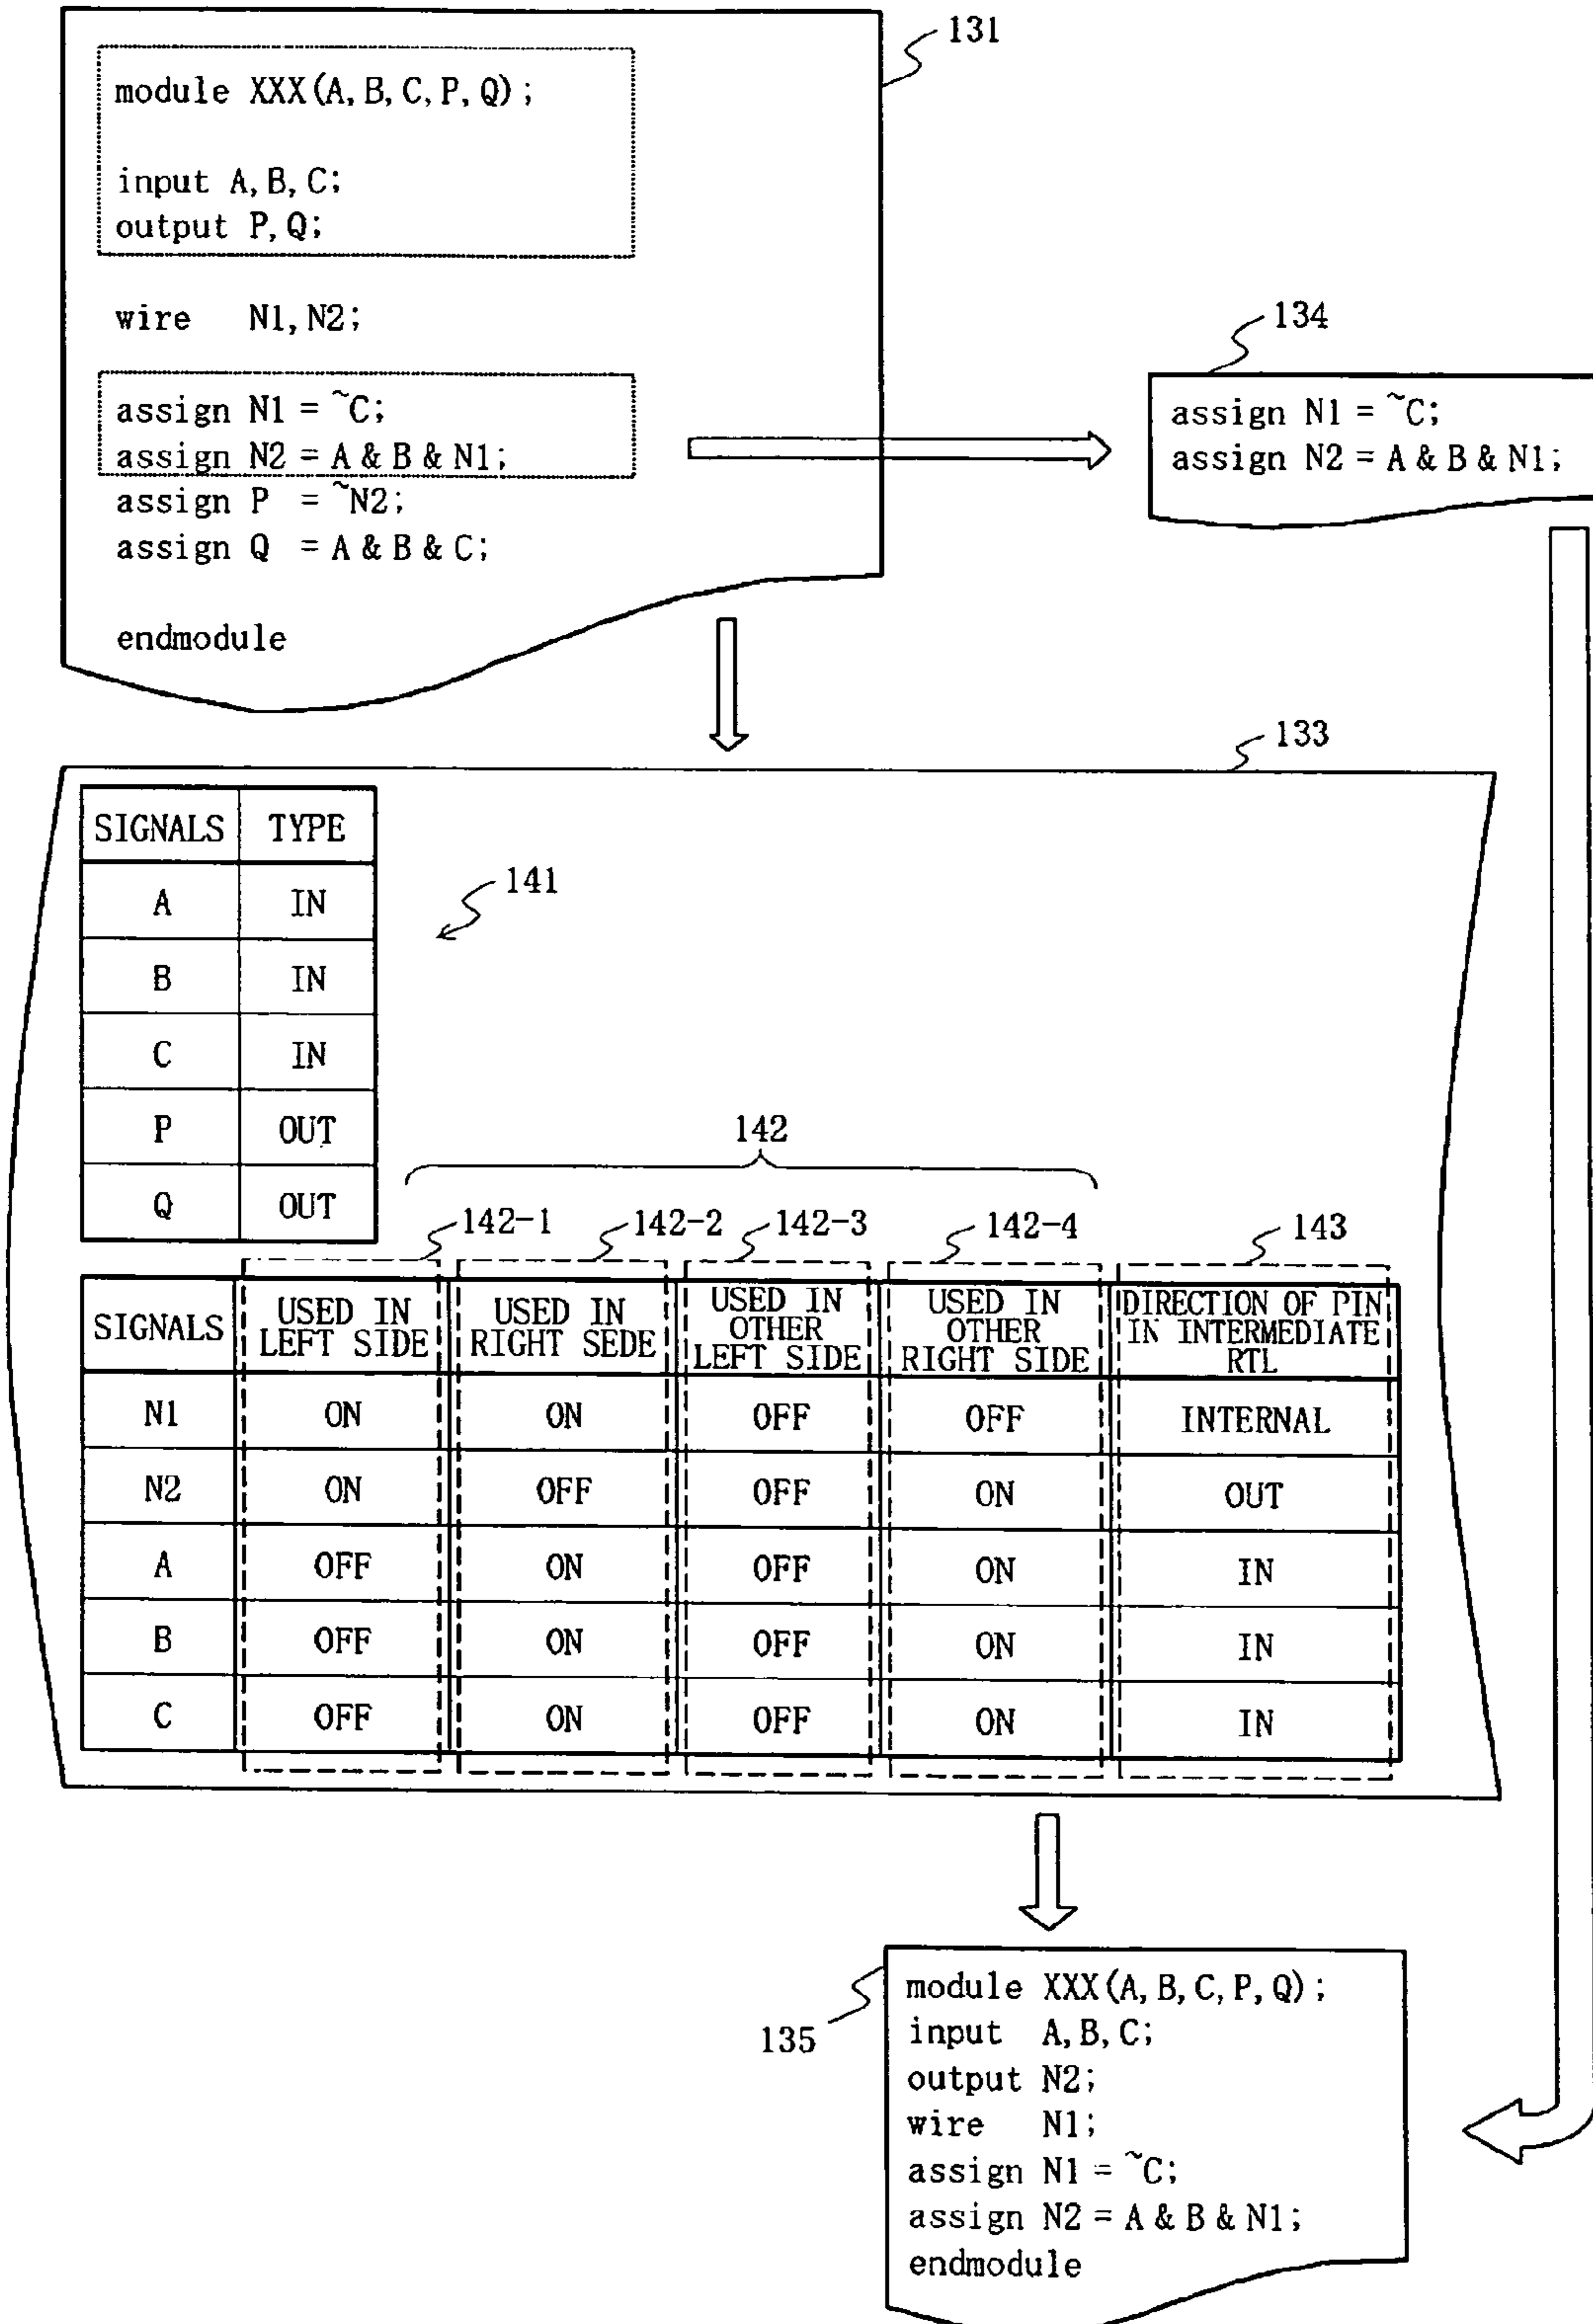 131
module XXX(A, B, C, P, Q);
input A, B, C;
output P, Q;
wire N1, N2;
assign N1 = ~C;
assign N2 = A & B & N1;
assign P = ~N2;
assign Q = A & B & C;
endmodule
134
assign N1 = ~C;
assign N2 = A & B & N1;
133
SIGNALS TYPE
A IN
B IN
C IN
P OUT
Q OUT
141
142
142-1 142-2 142-3 142-4 143
SIGNALS USED IN LEFT SIDE USED IN RIGHT SEDE USED IN OTHER LEFT SIDE USED IN OTHER RIGHT SIDE DIRECTION OF PIN IN INTERMEDIATE RTL
N1 ON ON OFF OFF INTERNAL
N2 ON OFF OFF ON OUT
A OFF ON OFF ON IN
B OFF ON OFF ON IN
C OFF ON OFF ON IN
135
module XXX(A, B, C, P, Q);
input A, B, C;
output N2;
wire N1;
assign N1 = ~C;
assign N2 = A & B & N1;
endmodule